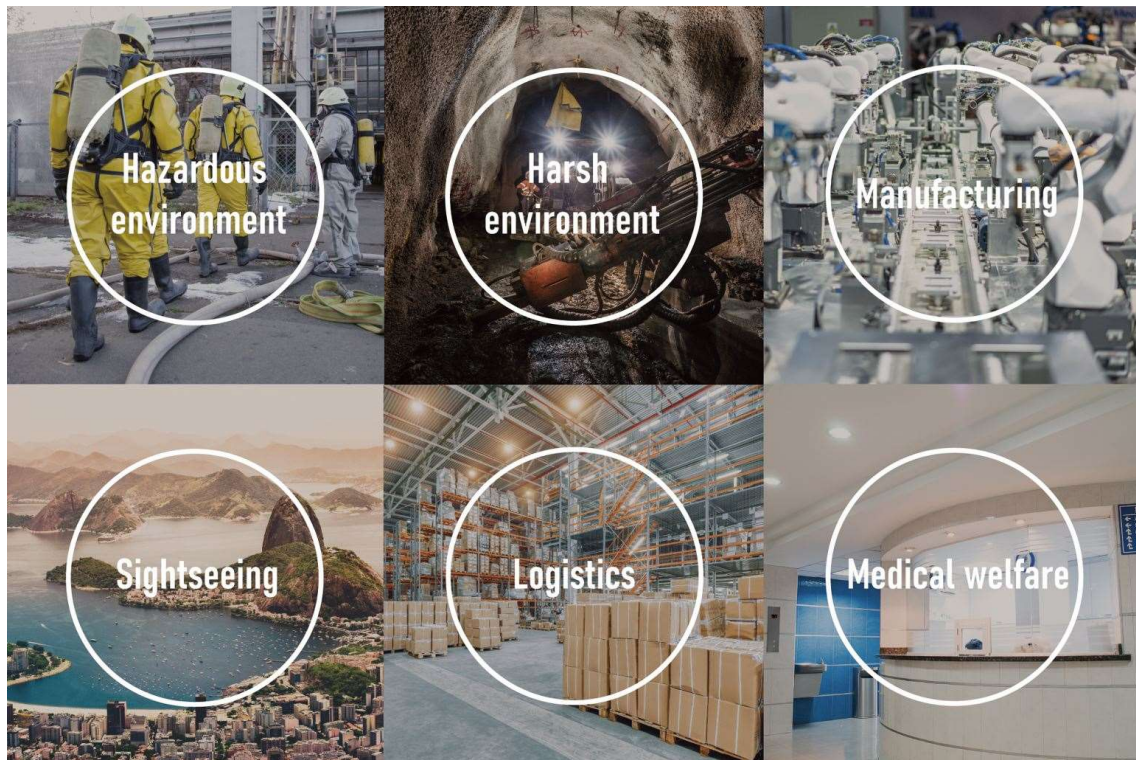 Hazardous
environment
Harsh
environment
Manufacturing
Sightseeing
Logistics
Medical welfare